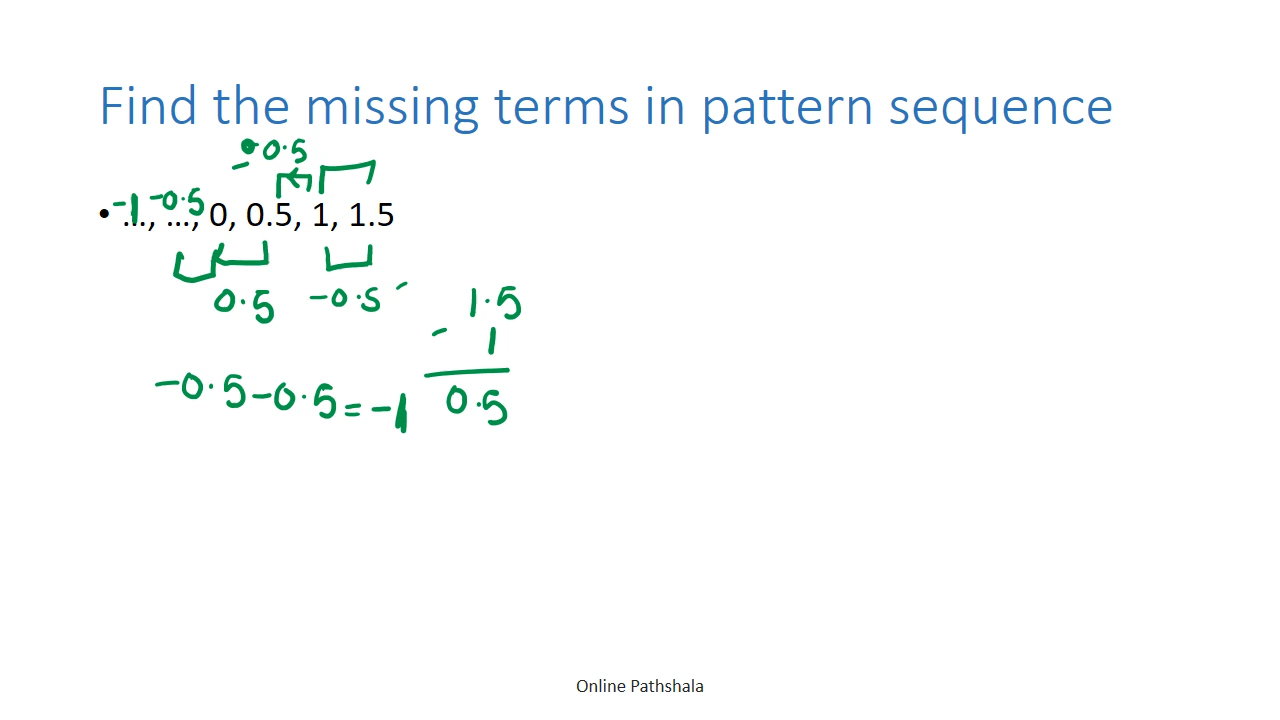 Find the missing terms in pattern sequence
-0.5
-1 -0.5
• ..., ..., 0, 0.5, 1, 1.5
0.5 -0.5 -
1.5
- 1
0.5
-0.5-0.5=-1
Online Pathshala